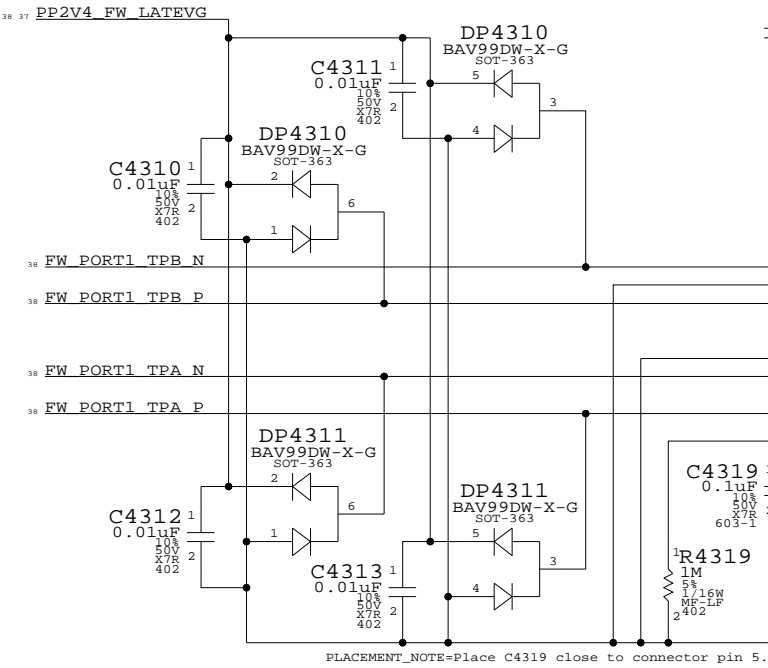 38 37 PP2V4_FW_LATEVG
DP4310
BAV99DW-X-G
SOT-363
5
3
4
C4311 1
0.01uF
10%
50V
X7R 2
402
DP4310
BAV99DW-X-G
SOT-363
2
6
1
C4310 1
0.01uF
10%
50V
X7R 2
402
38 FW_PORT1_TPB_N
38 FW_PORT1_TPB_P
38 FW_PORT1_TPA_N
38 FW_PORT1_TPA_P
DP4311
BAV99DW-X-G
SOT-363
2
6
1
C4312 1
0.01uF
10%
50V
X7R 2
402
DP4311
BAV99DW-X-G
SOT-363
5
3
4
C4313 1
0.01uF
10%
50V
X7R 2
402
C4319
0.1uF
10%
50V
X7R
603-1
1 R4319
1M
5%
1/16W
MF-LF
2 402
PLACEMENT_NOTE=Place C4319 close to connector pin 5.